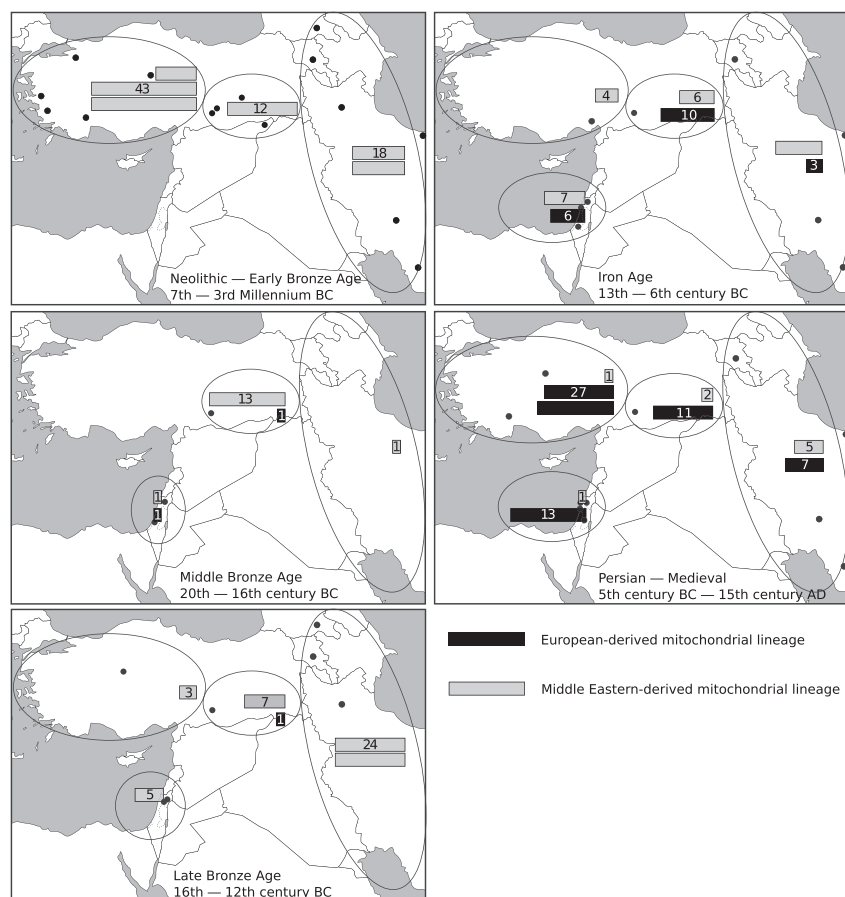 43
12
18
Neolithic — Early Bronze Age
7th — 3rd Millennium BC
4
6
10
3
7
6
Iron Age
13th — 6th century BC
13
1
1
1
1
Middle Bronze Age
20th — 16th century BC
1
27
2
11
5
7
1
13
Persian — Medieval
5th century BC — 15th century AD
3
7
1
24
5
Late Bronze Age
16th — 12th century BC
European-derived mitochondrial lineage
Middle Eastern-derived mitochondrial lineage